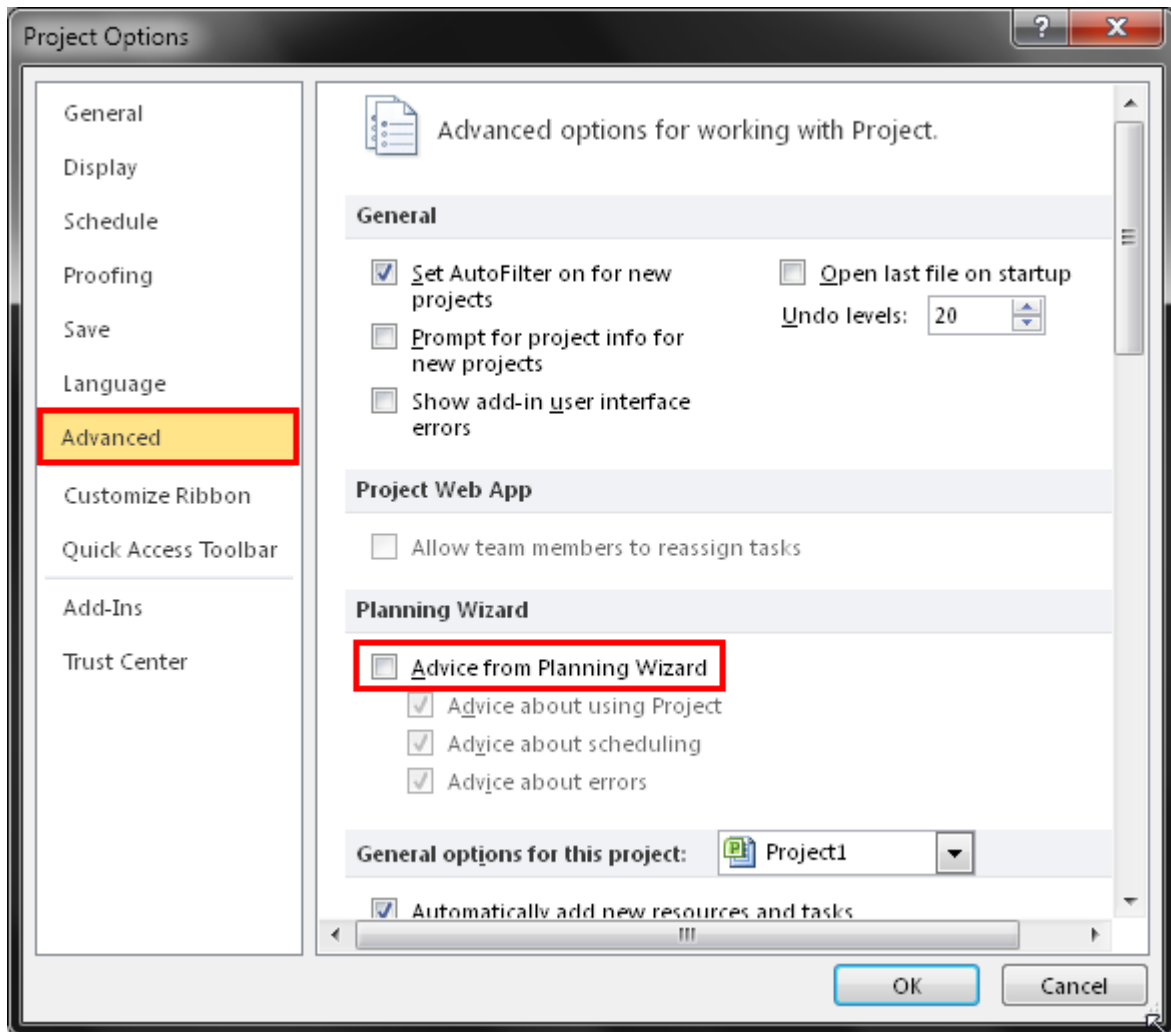 Project Options
General
Display
Schedule
Proofing
Save
Language
Advanced
Customize Ribbon
Quick Access Toolbar
Add-Ins
Trust Center
Advanced options for working with Project.
General
Set AutoFilter on for new
projects
Prompt for project info for
new projects
Show add-in user interface
errors
Open last file on startup
Undo levels: 20
Project Web App
Allow team members to reassign tasks
Planning Wizard
Advice from Planning Wizard
Advice about using Project
Advice about scheduling
Advice about errors
General options for this project: Project1
Automatically add new resources and tasks
OK Cancel